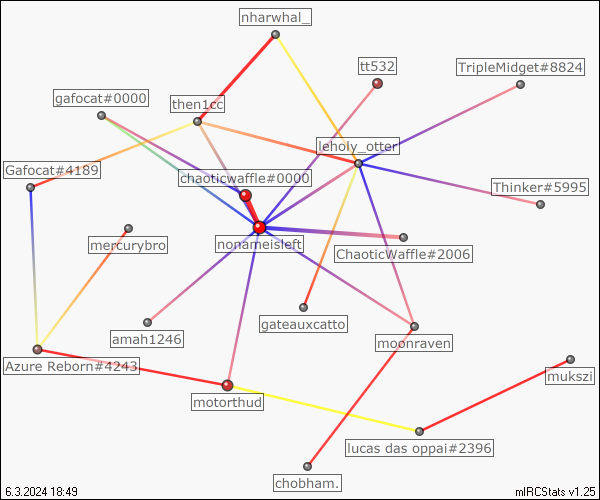 nharwhal_
tt532
TripleMidget#8824
gafocat#0000
then1cc
leholy_otter
Gafocat#4189
chaoticwaffle#0000
Thinker#5995
mercurybro
nonameisleft
ChaoticWaffle#2006
gateauxcatto
amah1246
moonraven
Azure Reborn#4243
mukszi
motorthud
lucas das oppai#2396
chobham.
6.3.2024 18:49
mIRCStats v1.25